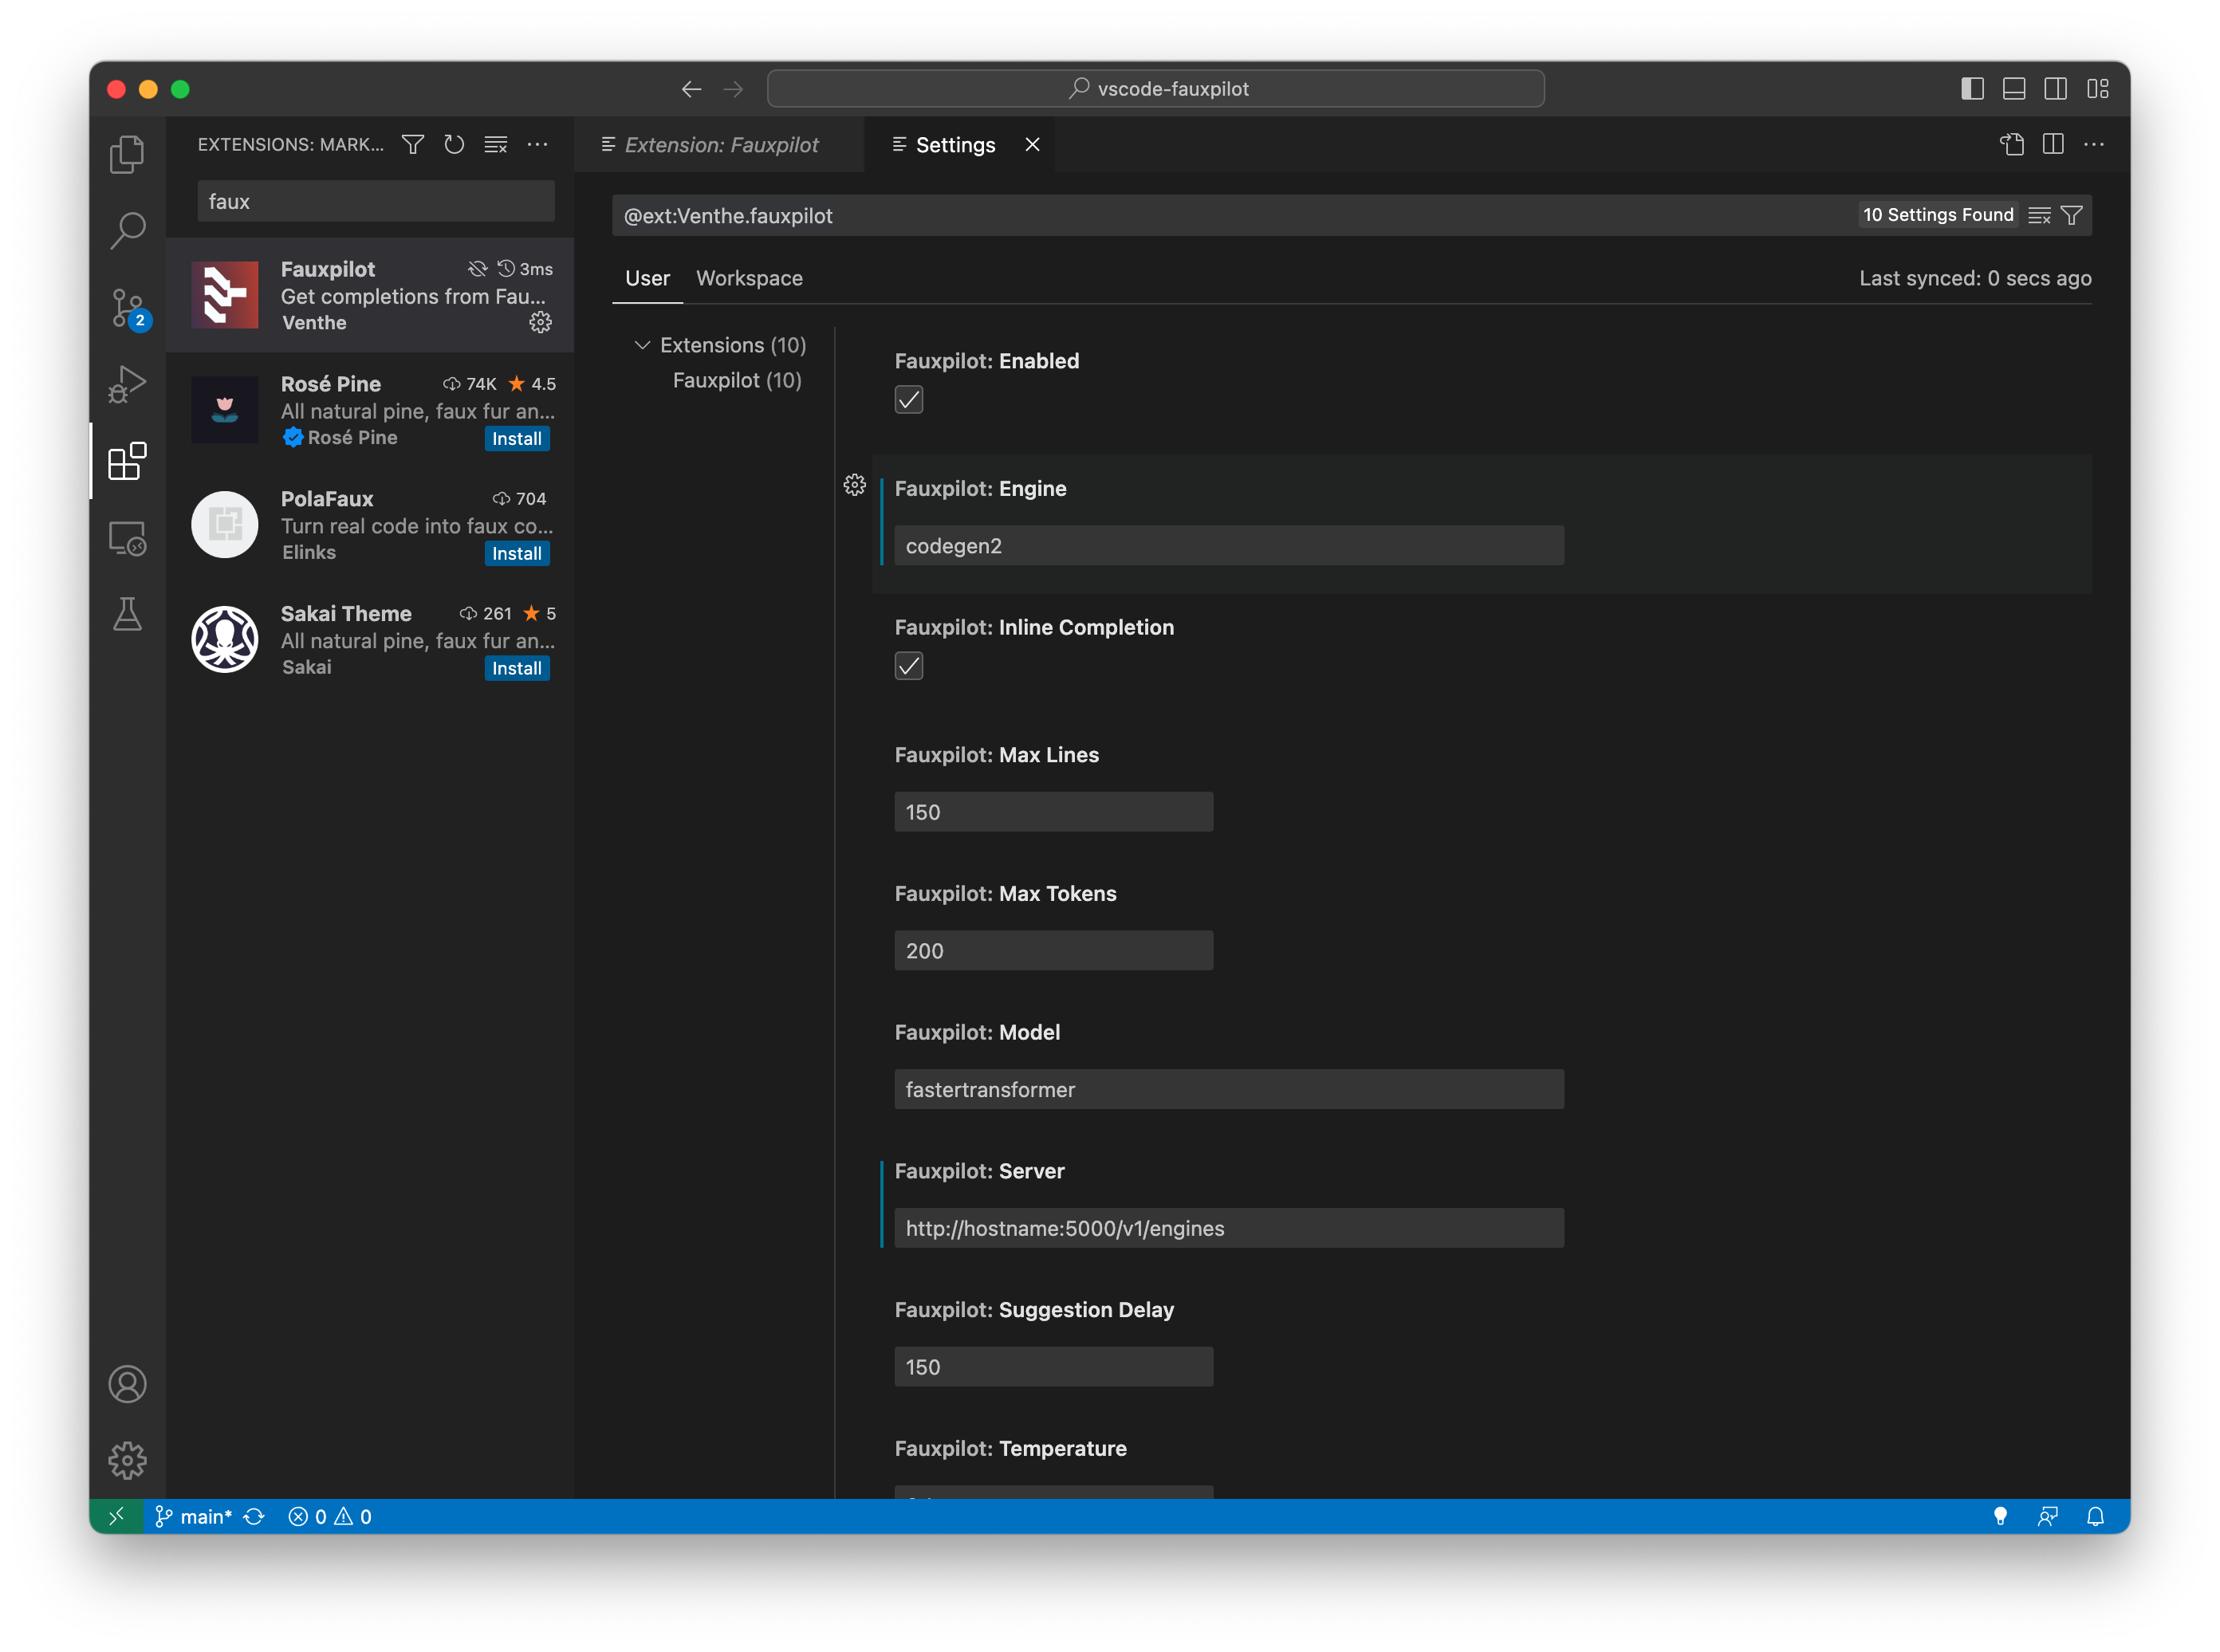 vscode-fauxpilot
EXTENSIONS: MARK...
faux
Fauxpilot 3ms
Get completions from Fau...
Venthe
Rosé Pine 74K 4.5
All natural pine, faux fur an...
Rosé Pine Install
PolaFaux 704
Turn real code into faux co...
Elinks Install
Sakai Theme 261 5
All natural pine, faux fur an...
Sakai Install
2
Extension: Fauxpilot
Settings
@ext:Venthe.fauxpilot
10 Settings Found
User Workspace
Last synced: 0 secs ago
Extensions (10)
Fauxpilot (10)
Fauxpilot: Enabled
Fauxpilot: Engine
codegen2
Fauxpilot: Inline Completion
Fauxpilot: Max Lines
150
Fauxpilot: Max Tokens
200
Fauxpilot: Model
fastertransformer
Fauxpilot: Server
http://hostname:5000/v1/engines
Fauxpilot: Suggestion Delay
150
Fauxpilot: Temperature
main* 0 0